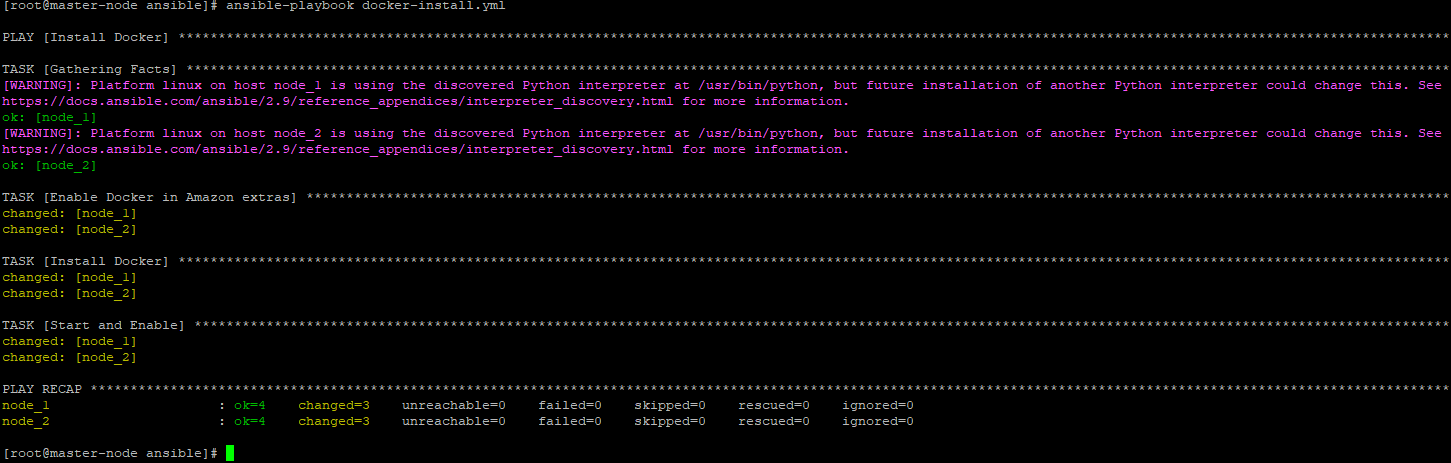 [root@master-node ansible]# ansible-playbook docker-install.yml
PLAY [Install Docker] ***************************************************************************************************************************************************************
TASK [Gathering Facts] **************************************************************************************************************************************************************
[WARNING]: Platform linux on host node_1 is using the discovered Python interpreter at /usr/bin/python, but future installation of another Python interpreter could change this. See
https://docs.ansible.com/ansible/2.9/reference_appendices/interpreter_discovery.html for more information.
ok: [node_1]
[WARNING]: Platform linux on host node_2 is using the discovered Python interpreter at /usr/bin/python, but future installation of another Python interpreter could change this. See
https://docs.ansible.com/ansible/2.9/reference_appendices/interpreter_discovery.html for more information.
ok: [node_2]
TASK [Enable Docker in Amazon extras] ***********************************************************************************************************************************************
changed: [node_1]
changed: [node_2]
TASK [Install Docker] ***************************************************************************************************************************************************************
changed: [node_1]
changed: [node_2]
TASK [Start and Enable] *************************************************************************************************************************************************************
changed: [node_1]
changed: [node_2]
PLAY RECAP **************************************************************************************************************************************************************************
node_1 : ok=4 changed=3 unreachable=0 failed=0 skipped=0 rescued=0 ignored=0
node_2 : ok=4 changed=3 unreachable=0 failed=0 skipped=0 rescued=0 ignored=0
[root@master-node ansible]#